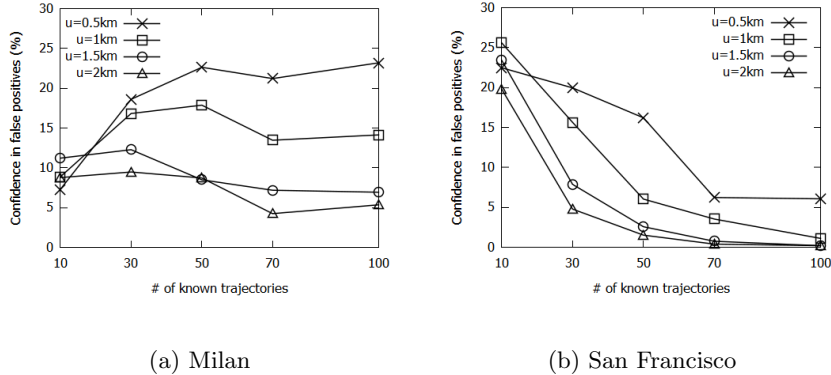 30
25
20
15
10
5
0
Confidence in false positives (%)
u=0.5km
u=1km
u=1.5km
u=2km
10 30 50 70 100
# of known trajectories
(a) Milan
30
25
20
15
10
5
0
Confidence in false positives (%)
u=0.5km
u=1km
u=1.5km
u=2km
10 30 50 70 100
# of known trajectories
(b) San Francisco